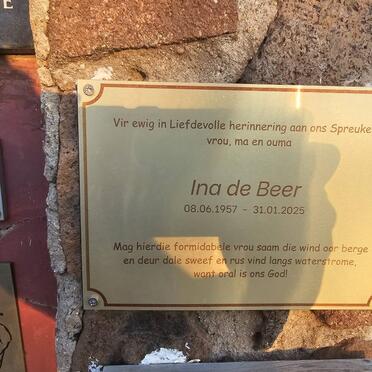 Vir ewig in Liefdevolle herinnering aan ons Spreuke
vrou, ma en ouma
Ina de Beer
08.06.1957 - 31.01.2025
Mag hierdie formidabele vrou saam die wind oor berge
en deur dale sweef en rus vind langs waterstrome,
want oral is ons God!